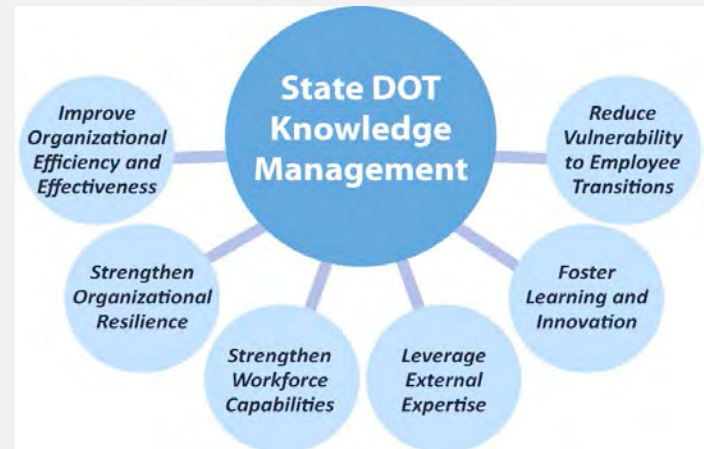 State DOT
Knowledge
Management
Improve
Organizational
Efficiency and
Effectiveness
Strengthen
Organizational
Resilience
Strengthen
Workforce
Capabilities
Leverage
External
Expertise
Foster
Learning and
Innovation
Reduce
Vulnerability
to Employee
Transitions